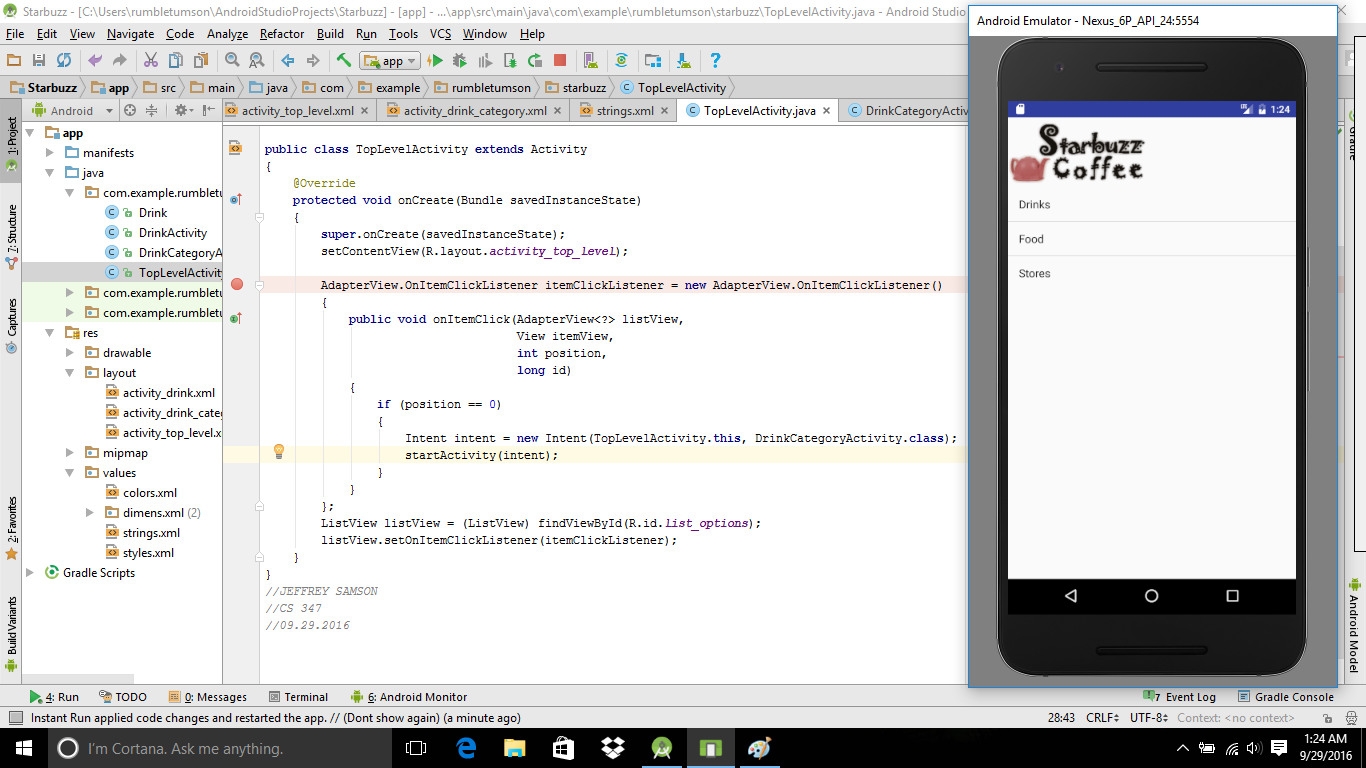 Starbuzz - [C:\Users\rumbletumson\AndroidStudioProjects\Starbuzz] - [app] - ...\app\src\main\java\com\example\rumbletumson\starbuzz\TopLevelActivity.java - Android Studio
File Edit View Navigate Code Analyze Refactor Build Run Tools VCS Window Help
app
Starbuzz app src main java com example rumbletumson starbuzz TopLevelActivity
Android
activity_top_level.xml activity_drink_category.xml strings.xml TopLevelActivity.java DrinkCategoryActiv
1: Project
7: Structure
Captures
2: Favorites
Build Variants
app
manifests
java
com.example.rumbletu
Drink
DrinkActivity
DrinkCategoryA
TopLevelActivit
com.example.rumbletu
com.example.rumbletu
res
drawable
layout
activity_drink.xml
activity_drink_cate
activity_top_level.x
mipmap
values
colors.xml
dimens.xml (2)
strings.xml
styles.xml
Gradle Scripts
public class TopLevelActivity extends Activity
{
@Override
protected void onCreate(Bundle savedInstanceState)
{
super.onCreate(savedInstanceState);
setContentView(R.layout.activity_top_level);
AdapterView.OnItemClickListener itemClickListener = new AdapterView.OnItemClickListener()
{
public void onItemClick(AdapterView<?> listView,
View itemView,
int position,
long id)
{
if (position == 0)
{
Intent intent = new Intent(TopLevelActivity.this, DrinkCategoryActivity.class);
startActivity(intent);
}
}
};
ListView listView = (ListView) findViewById(R.id.list_options);
listView.setOnItemClickListener(itemClickListener);
}
}
//JEFFREY SAMSON
//CS 347
//09.29.2016
Android Emulator - Nexus_6P_API_24:5554
1:24
Starbuzz
Coffee
Drinks
Food
Stores
Gradle
Android Model
4: Run TODO 0: Messages Terminal 6: Android Monitor 7 Event Log Gradle Console
Instant Run applied code changes and restarted the app. // (Dont show again) (a minute ago) 28:43 CRLF UTF-8 Context: <no context>
I'm Cortana. Ask me anything.
1:24 AM
9/29/2016